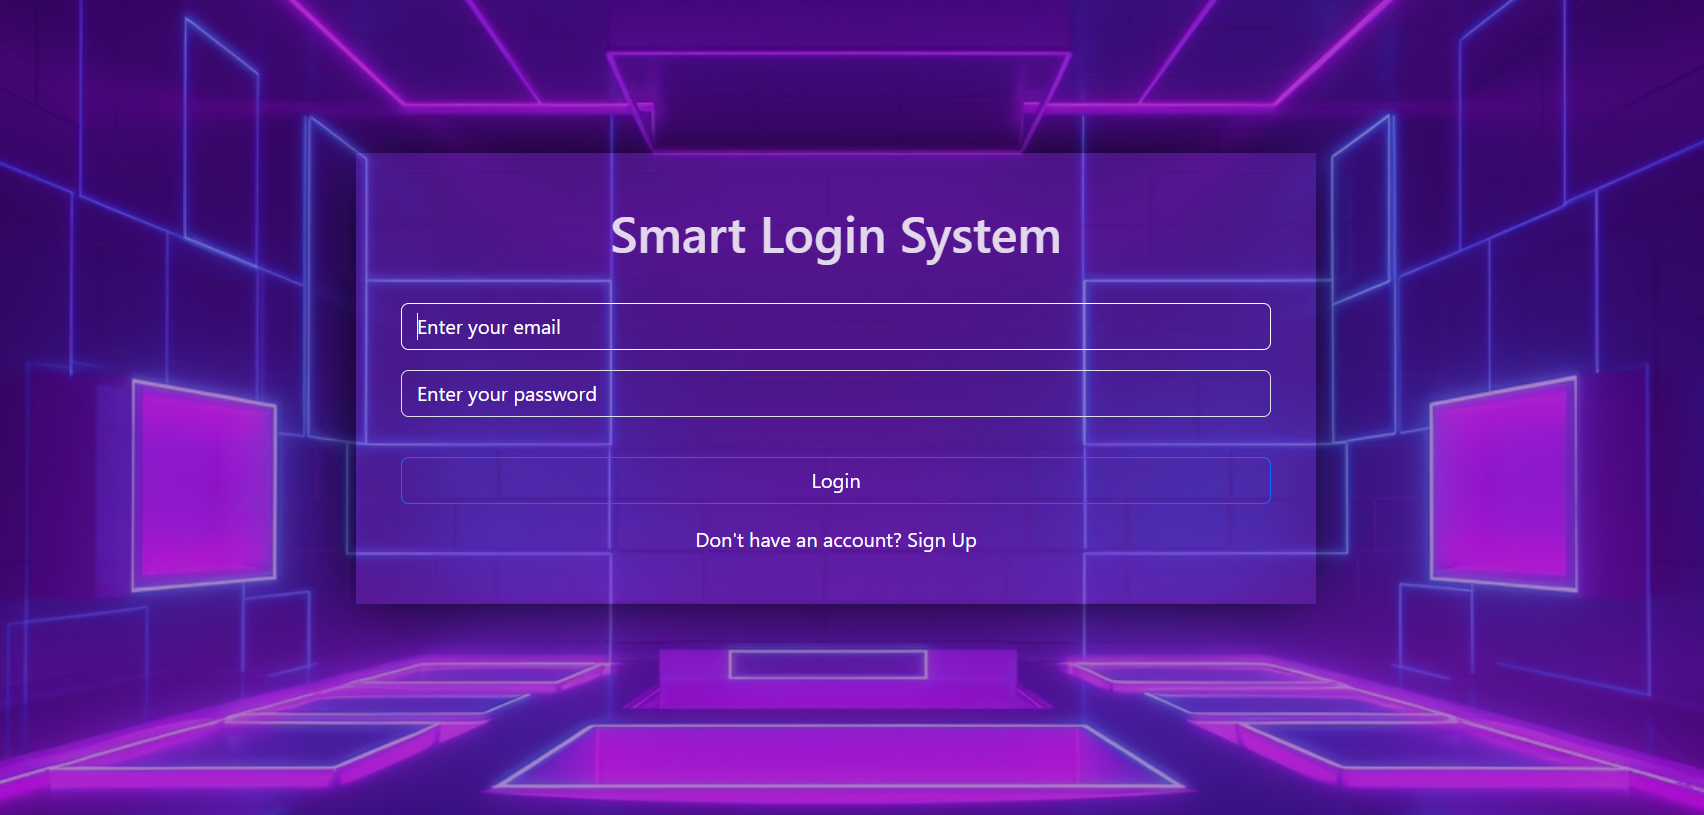 Smart Login System
Enter your email
Enter your password
Login
Don't have an account? Sign Up